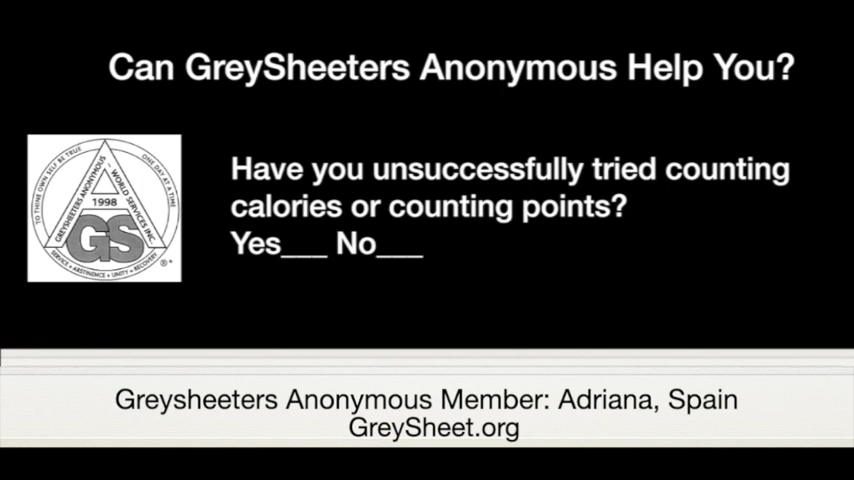 Can GreySheeters Anonymous Help You?
TO THINE OWN SELF BE TRUE
ONE DAY AT A TIME
GREYSHEETERS ANONYMOUS
WORLD SERVICES INC.
1998
GS
SERVICE • ABSTINENCE • UNITY • RECOVERY
®
Have you unsuccessfully tried counting
calories or counting points?
Yes___ No___
Greysheeters Anonymous Member: Adriana, Spain
GreySheet.org